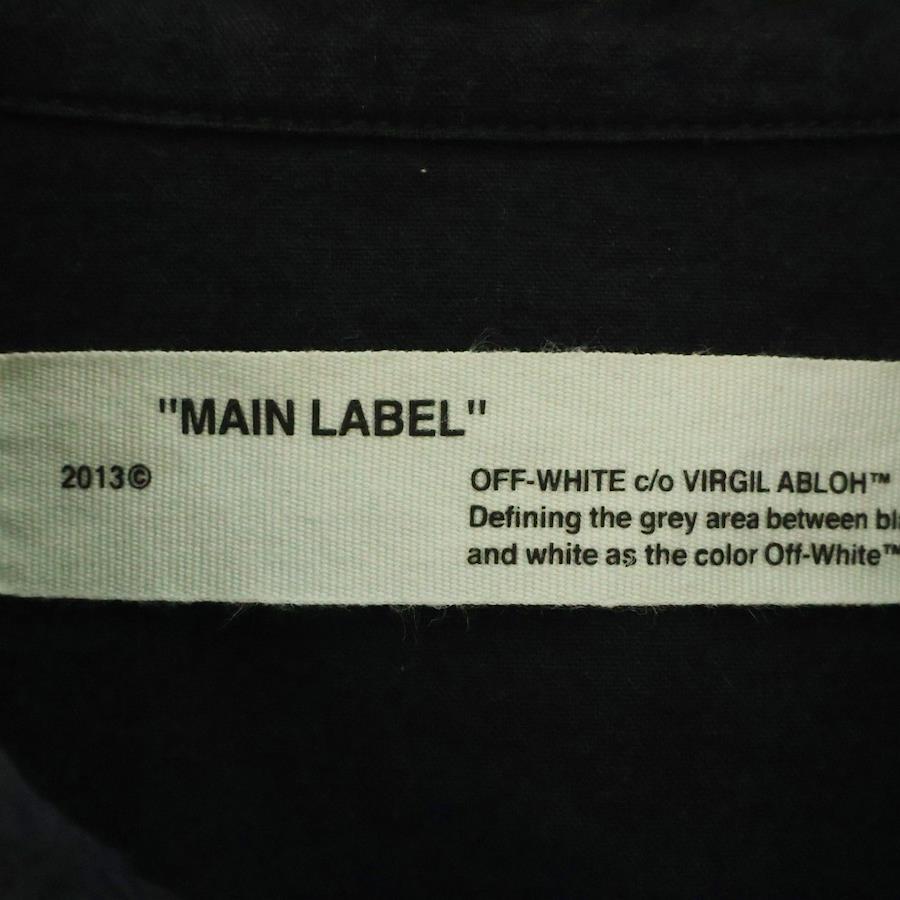 "MAIN LABEL"
2013©
OFF-WHITE c/o VIRGIL ABLOH™
Defining the grey area between
and white as the color Off-White™